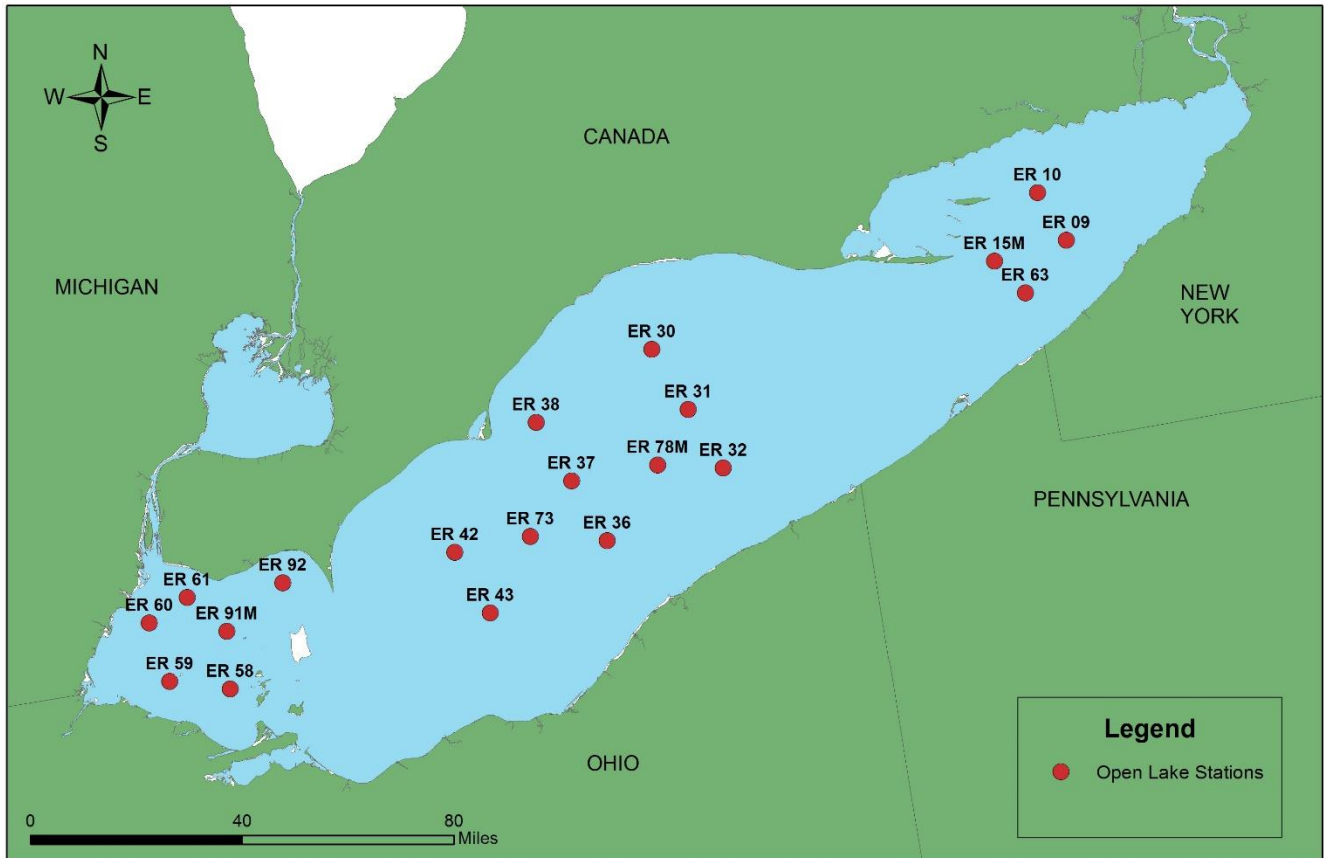 N
W
E
S
CANADA
MICHIGAN
ER 10
ER 09
ER 15M
ER 63
NEW
YORK
ER 30
ER 31
ER 38
ER 78M
ER 32
ER 37
PENNSYLVANIA
ER 73
ER 36
ER 42
ER 92
ER 61
ER 60
ER 91M
ER 43
ER 59
ER 58
OHIO
Legend
Open Lake Stations
0
40
80
Miles